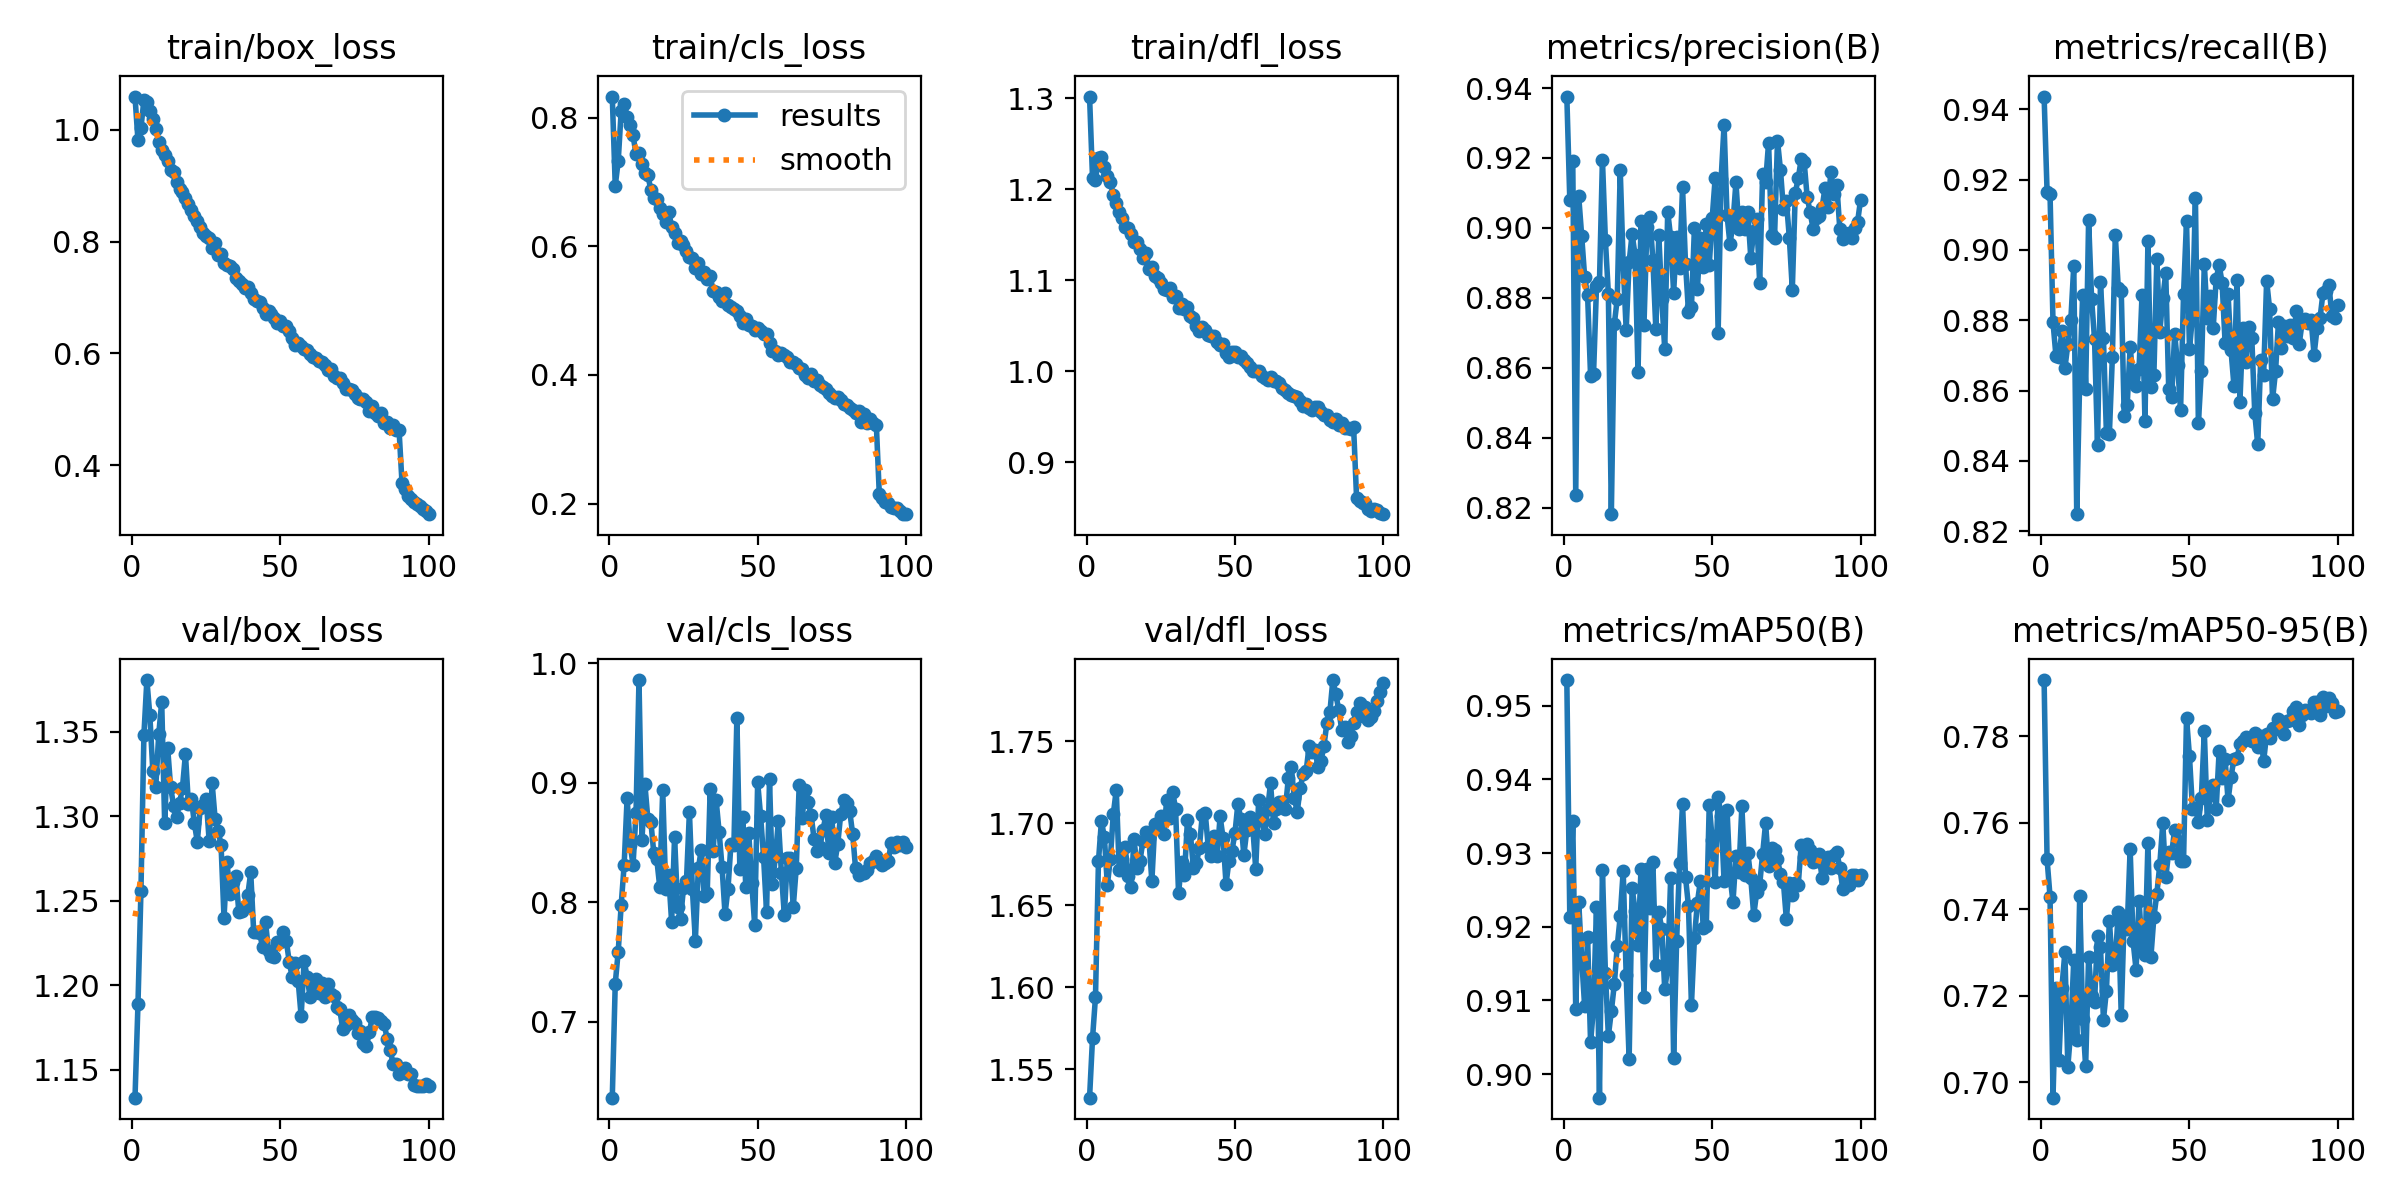 train/box_loss
train/cls_loss
train/dfl_loss
metrics/precision(B)
metrics/recall(B)
1.0
0.8
0.6
0.4
0 50 100
results
smooth
0.8
0.6
0.4
0.2
0 50 100
1.3
1.2
1.1
1.0
0.9
0 50 100
0.94
0.92
0.90
0.88
0.86
0.84
0.82
0 50 100
0.94
0.92
0.90
0.88
0.86
0.84
0.82
0 50 100
val/box_loss
val/cls_loss
val/dfl_loss
metrics/mAP50(B)
metrics/mAP50-95(B)
1.35
1.30
1.25
1.20
1.15
0 50 100
1.0
0.9
0.8
0.7
0 50 100
1.75
1.70
1.65
1.60
1.55
0 50 100
0.95
0.94
0.93
0.92
0.91
0.90
0 50 100
0.78
0.76
0.74
0.72
0.70
0 50 100